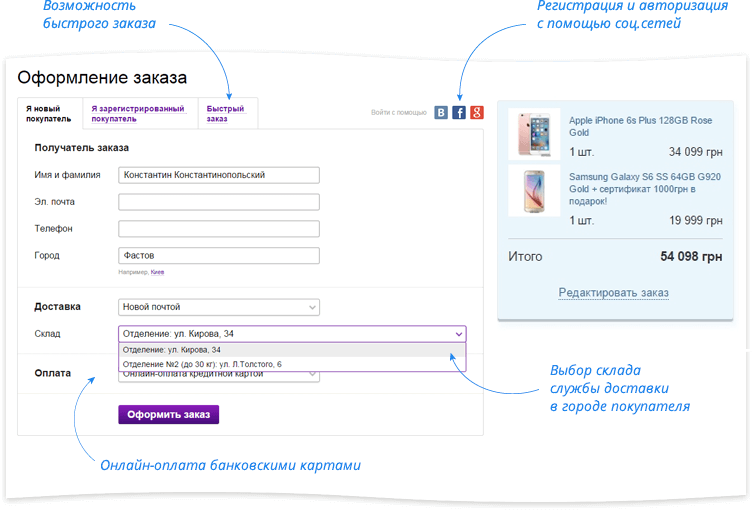 Возможность
быстрого заказа
Регистрация и авторизация
с помощью соц.сетей
Оформление заказа
Я новый
покупатель
Я зарегистрированный
покупатель
Быстрый
заказ
Войти с помощью
В f g
Получатель заказа
Имя и фамилия Константин Константинопольский
Эл. почта
Телефон
Город Фастов
Например, Киев
Доставка Новой почтой
Склад Отделение: ул. Кирова, 34
Отделение: ул. Кирова, 34
Отделение №2 (до 30 кг): ул. Л.Толстого, 6
Оплата Онлайн-оплата кредитной картой
Оформить заказ
Apple iPhone 6s Plus 128GB Rose
Gold
1 шт. 34 099 грн
Samsung Galaxy S6 SS 64GB G920
Gold + сертификат 1000грн в
подарок!
1 шт. 19 999 грн
Итого 54 098 грн
Редактировать заказ
Выбор склада
службы доставки
в городе покупателя
Онлайн-оплата банковскими картами